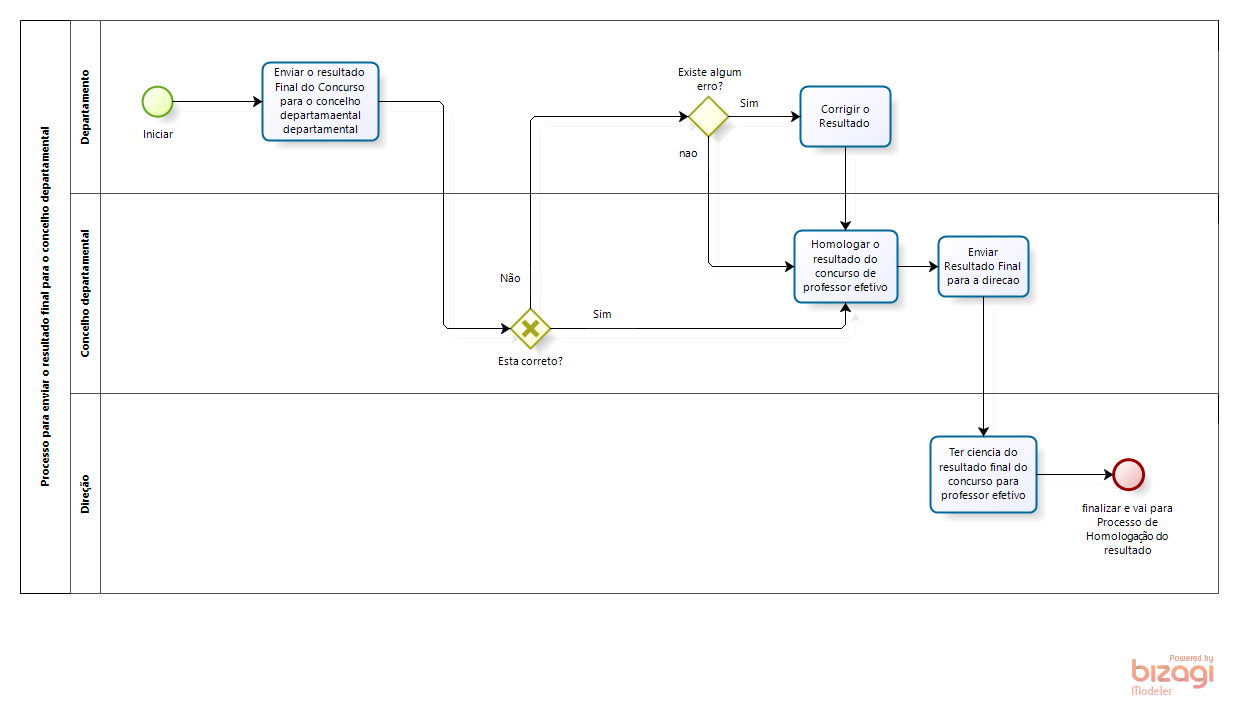 Processo para enviar o resultado final para o concelho departamental
Departamento
Iniciar
Enviar o resultado
Final do Concurso
para o concelho
departamaental
departamental
Existe algum
erro?
Sim
nao
Corrigir o
Resultado
Concelho departamental
Não
Esta correto?
Sim
Homologar o
resultado do
concurso de
professor efetivo
Enviar
Resultado Final
para a direcao
Direção
Ter ciencia do
resultado final do
concurso para
professor efetivo
finalizar e vai para
Processo de
Homologação do
resultado
Powered by
bizagi
Modeler